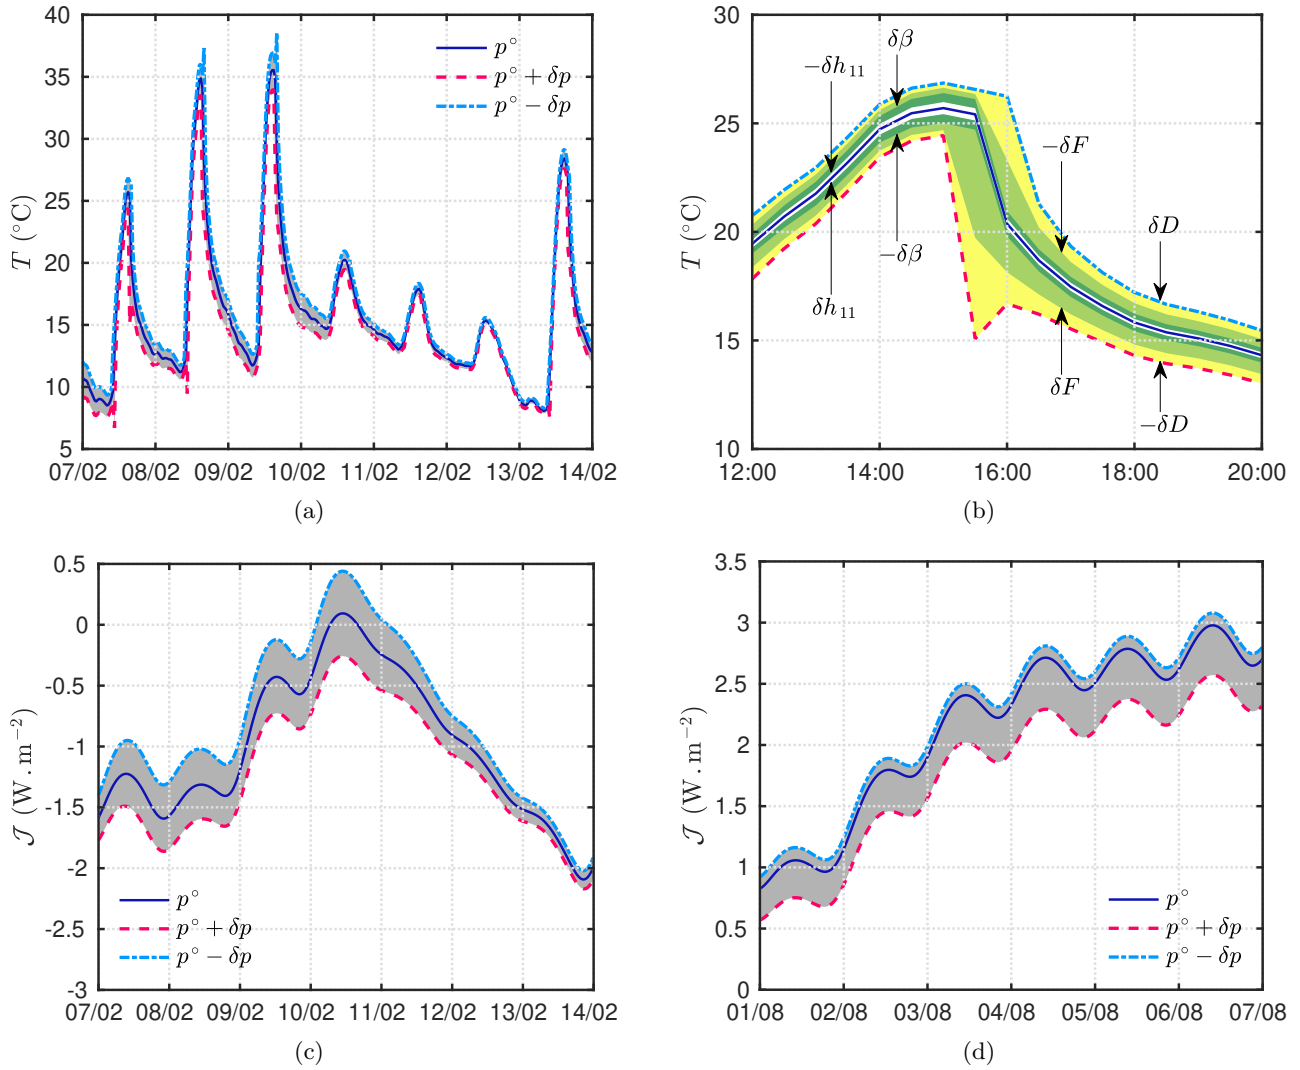 40
35
30
25
20
15
10
5
T (°C)
p°
p° + δp
p° − δp
07/02 08/02 09/02 10/02 11/02 12/02 13/02 14/02
(a)
30
25
20
15
10
T (°C)
−δh₁₁
δβ
−δβ
δh₁₁
−δF
δF
δD
−δD
12:00 14:00 16:00 18:00 20:00
(b)
0.5
0
-0.5
-1
-1.5
-2
-2.5
-3
𝒥 (W . m⁻²)
p°
p° + δp
p° − δp
07/02 08/02 09/02 10/02 11/02 12/02 13/02 14/02
(c)
3.5
3
2.5
2
1.5
1
0.5
0
𝒥 (W . m⁻²)
p°
p° + δp
p° − δp
01/08 02/08 03/08 04/08 05/08 06/08 07/08
(d)